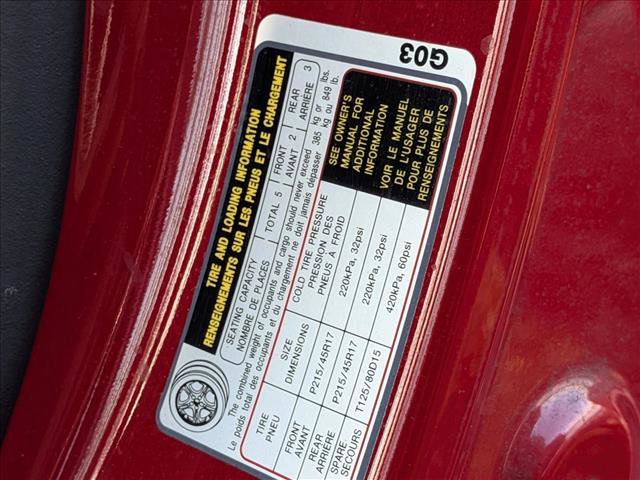 TIRE AND LOADING INFORMATION
RENSEIGNEMENTS SUR LES PNEUS ET LE CHARGEMENT
SEATING CAPACITY
NOMBRE DE PLACES
TOTAL 5
FRONT
AVANT 2
REAR
ARRIÈRE 3
The combined weight of occupants and cargo should never exceed 385 kg or 849 lbs.
Le poids total des occupants et du chargement ne doit jamais dépasser 385 kg ou 849 lb.
TIRE
PNEU
SIZE
DIMENSIONS
COLD TIRE PRESSURE
PRESSION DES
PNEUS À FROID
FRONT
AVANT
P215/45R17
220kPa, 32psi
REAR
ARRIÈRE
P215/45R17
220kPa, 32psi
SPARE
SECOURS
T125/80D15
420kPa, 60psi
SEE OWNER'S
MANUAL FOR
ADDITIONAL
INFORMATION
VOIR LE MANUEL
DE L'USAGER
POUR PLUS DE
RENSEIGNEMENTS
G03